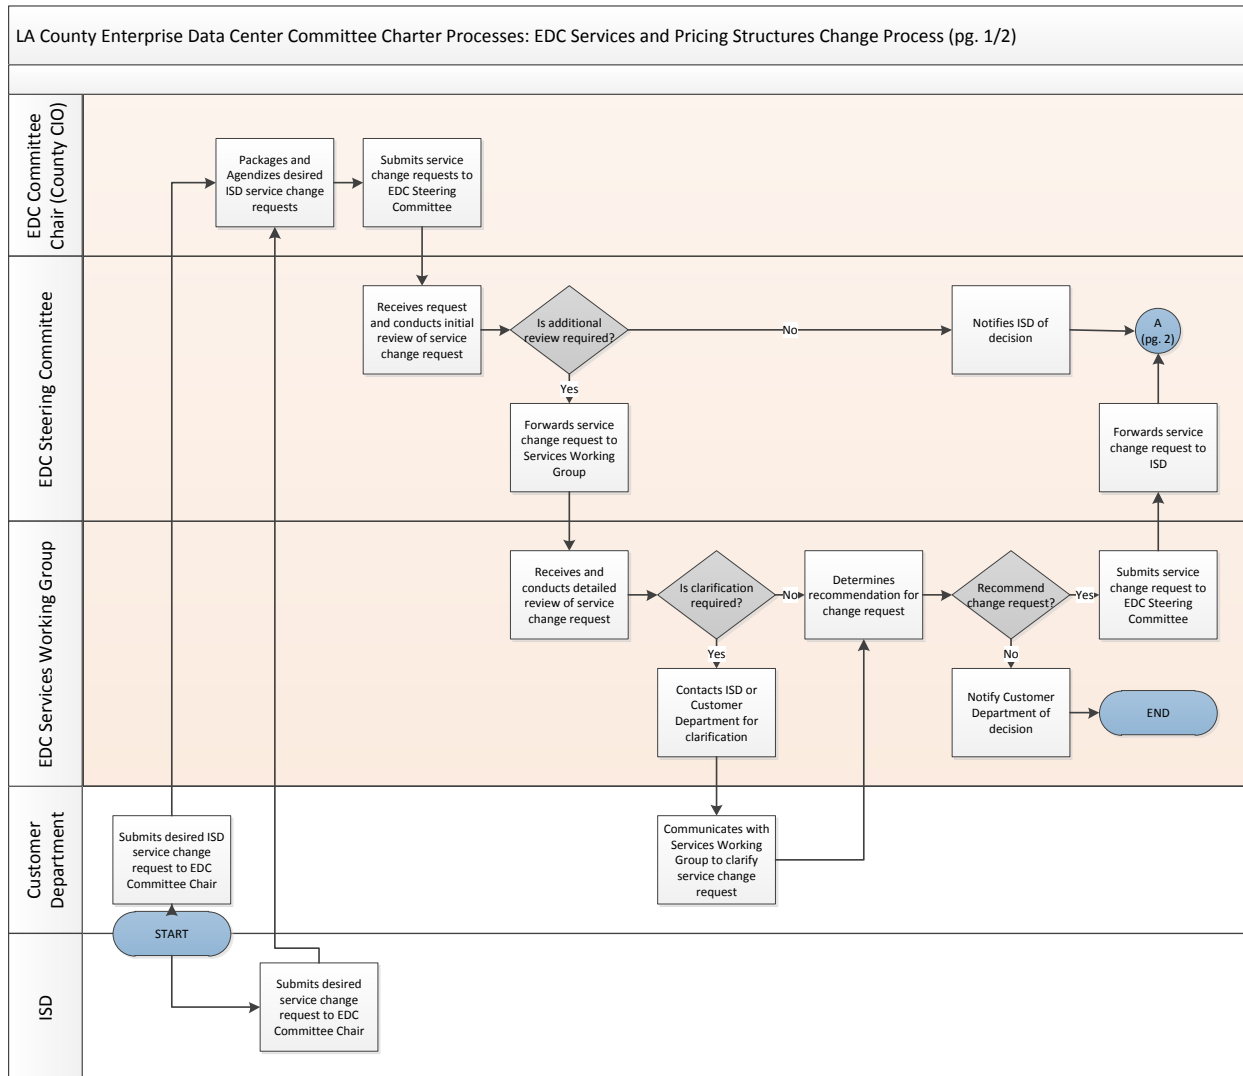 LA County Enterprise Data Center Committee Charter Processes: EDC Services and Pricing Structures Change Process (pg. 1/2)
EDC Committee
Chair (County CIO)
Packages and
Agendizes desired
ISD service change
requests
Submits service
change requests to
EDC Steering
Committee
EDC Steering Committee
Receives request
and conducts initial
review of service
change request
Is additional
review required?
No
Notifies ISD of
decision
A
(pg. 2)
Yes
Forwards service
change request to
Services Working
Group
Forwards service
change request to
ISD
EDC Services Working Group
Receives and
conducts detailed
review of service
change request
Is clarification
required?
No
Determines
recommendation for
change request
Recommend
change request?
Yes
Submits service
change request to
EDC Steering
Committee
Yes
No
Contacts ISD or
Customer
Department for
clarification
Notify Customer
Department of
decision
END
Customer
Department
Submits desired ISD
service change
request to EDC
Committee Chair
Communicates with
Services Working
Group to clarify
service change
request
START
ISD
Submits desired
service change
request to EDC
Committee Chair